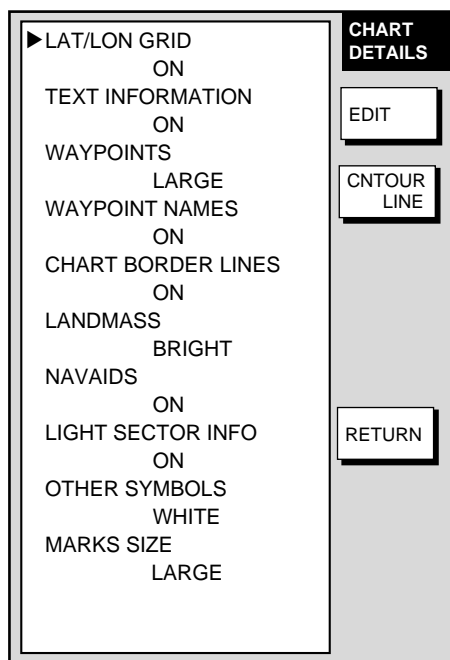 ▶LAT/LON GRID
ON
TEXT INFORMATION
ON
WAYPOINTS
LARGE
WAYPOINT NAMES
ON
CHART BORDER LINES
ON
LANDMASS
BRIGHT
NAVAIDS
ON
LIGHT SECTOR INFO
ON
OTHER SYMBOLS
WHITE
MARKS SIZE
LARGE
CHART
DETAILS
EDIT
CNTOUR
LINE
RETURN